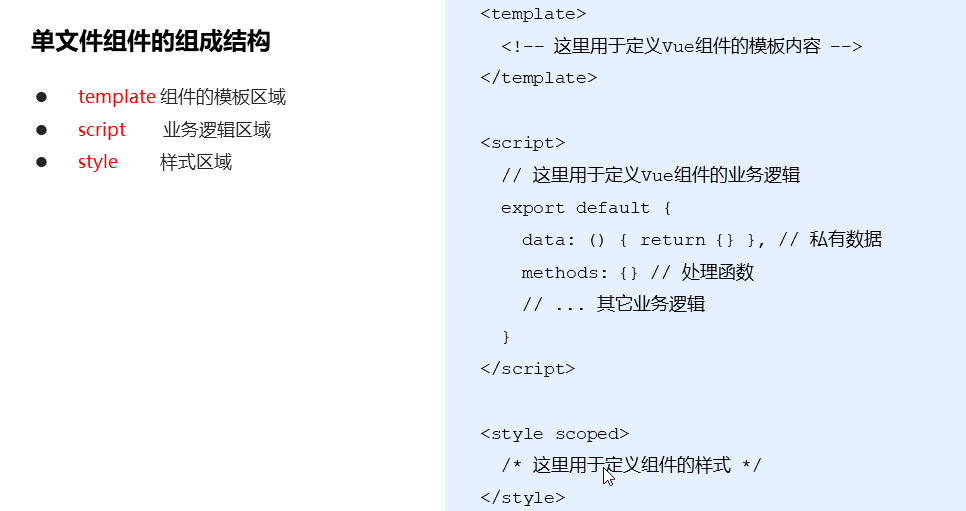 单文件组件的组成结构
● template 组件的模板区域
● script 业务逻辑区域
● style 样式区域
<template>
<!-- 这里用于定义Vue组件的模板内容 -->
</template>
<script>
// 这里用于定义Vue组件的业务逻辑
export default {
data: () { return {} }, // 私有数据
methods: {} // 处理函数
// ... 其它业务逻辑
}
</script>
<style scoped>
/* 这里用于定义组件的样式 */
</style>